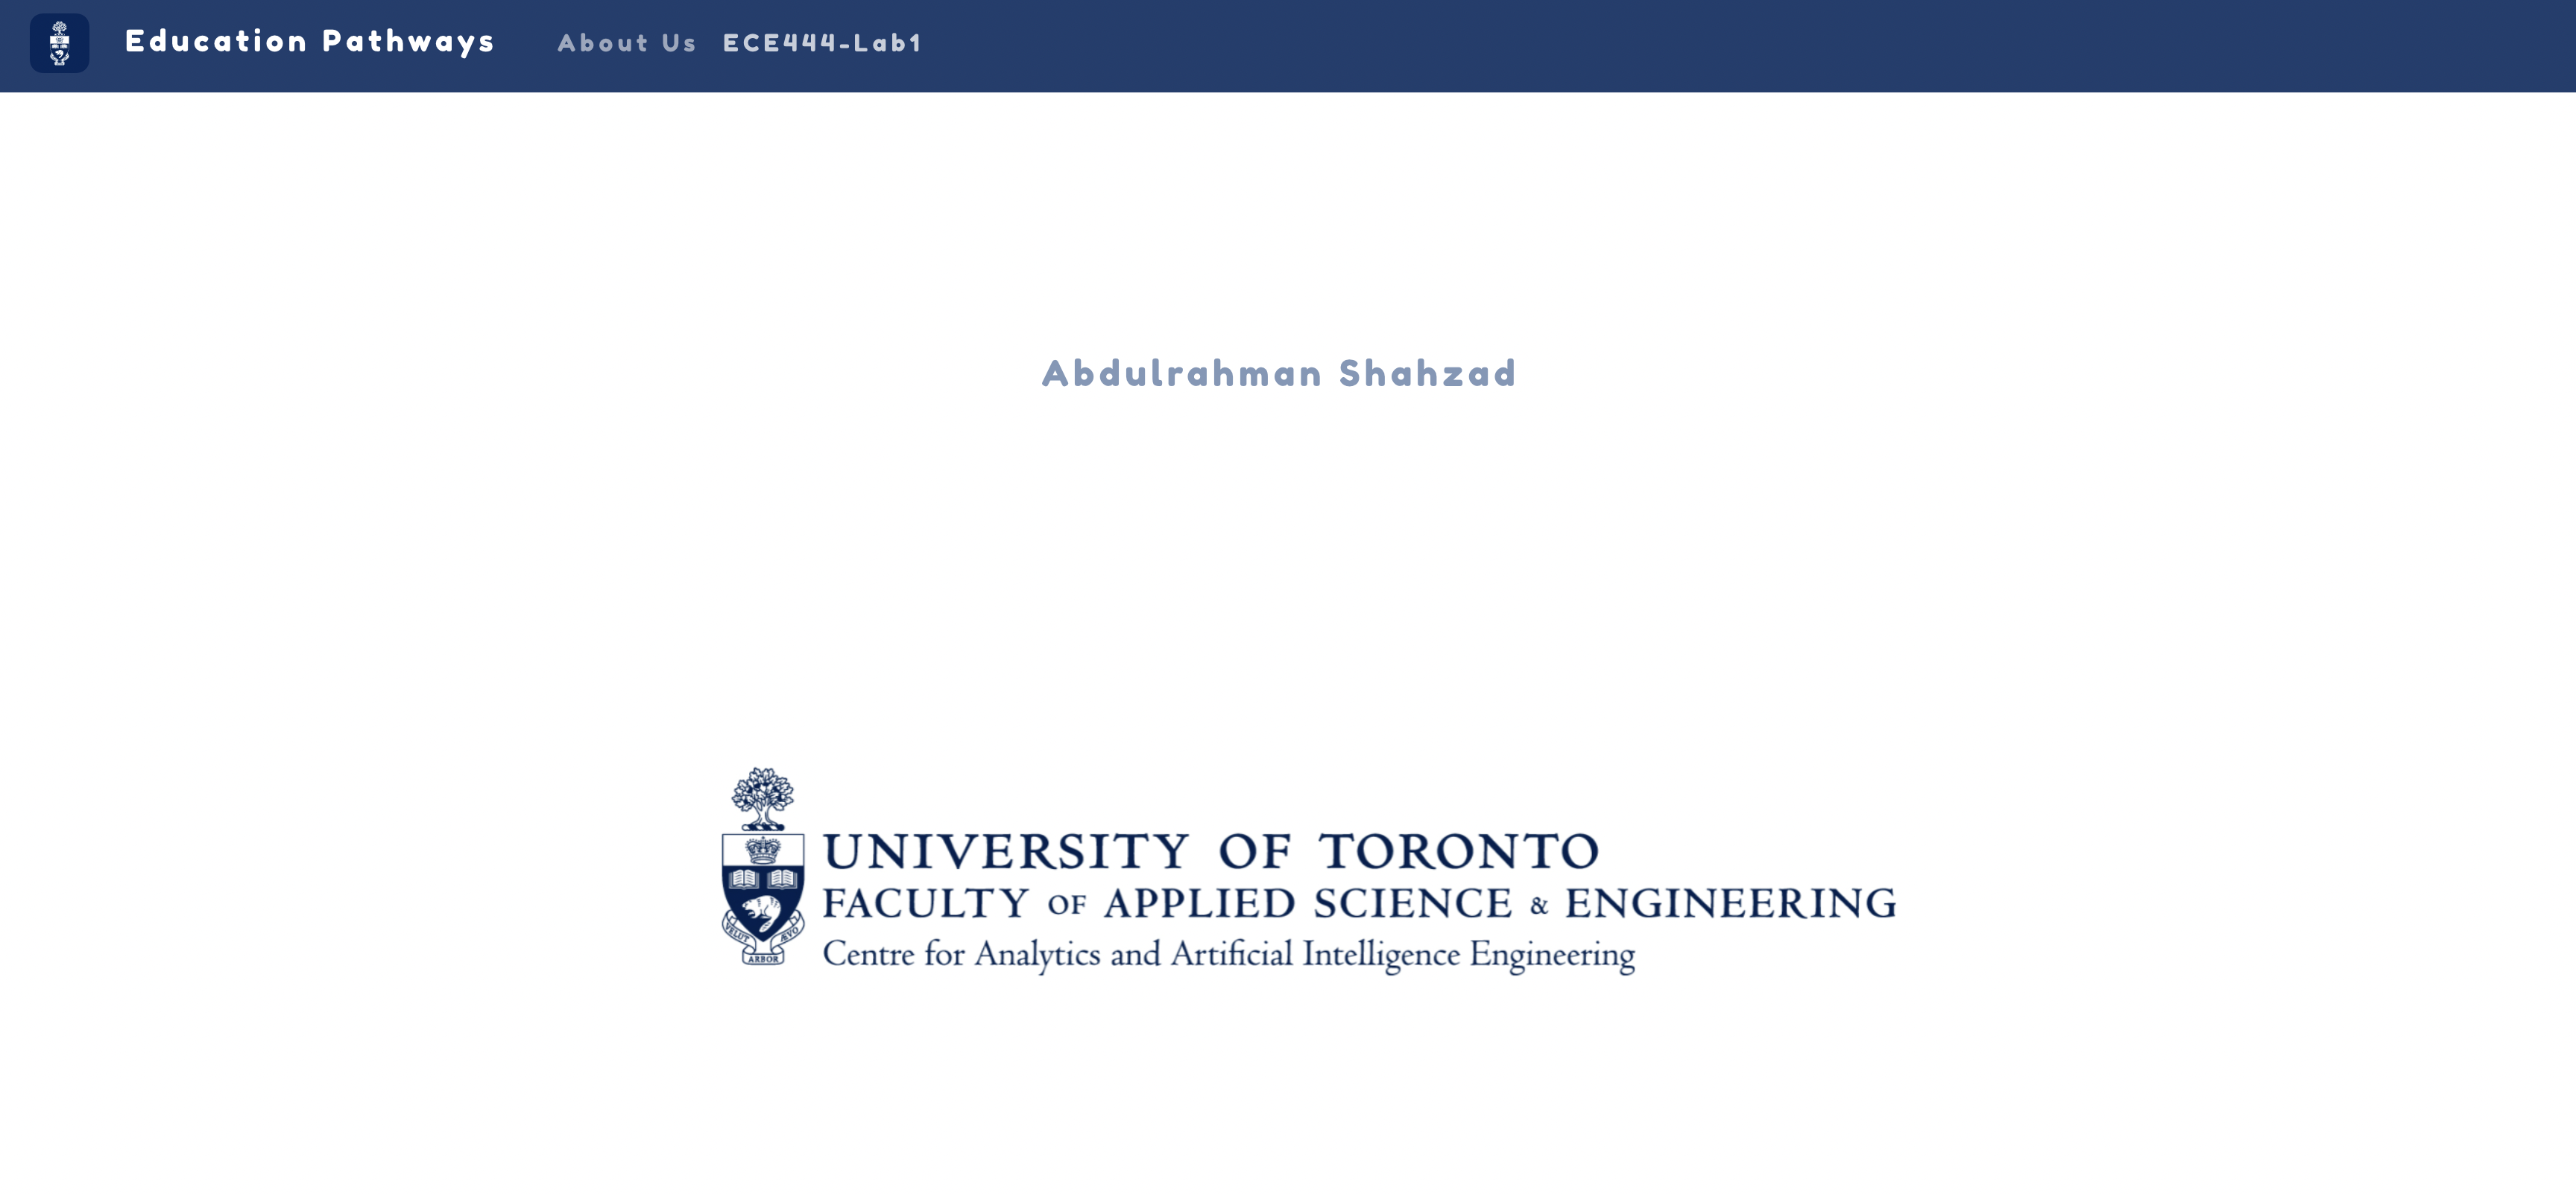 Education Pathways About Us ECE444-Lab1
Abdulrahman Shahzad
UNIVERSITY OF TORONTO
FACULTY OF APPLIED SCIENCE & ENGINEERING
Centre for Analytics and Artificial Intelligence Engineering
VELUT ARBOR ÆVO